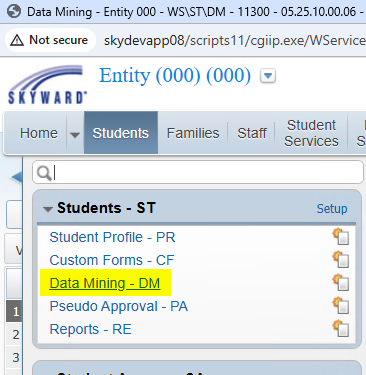 Data Mining - Entity 000 - WS\ST\DM - 11300 - 05.25.10.00.06 -
Not secure skydevapp08/scripts11/cgiip.exe/WService
SKYWARD
Entity (000) (000)
Home
Students
Families
Staff
Student
Services
Students - ST
Setup
Student Profile - PR
Custom Forms - CF
Data Mining - DM
Pseudo Approval - PA
Reports - RE
1
2
3